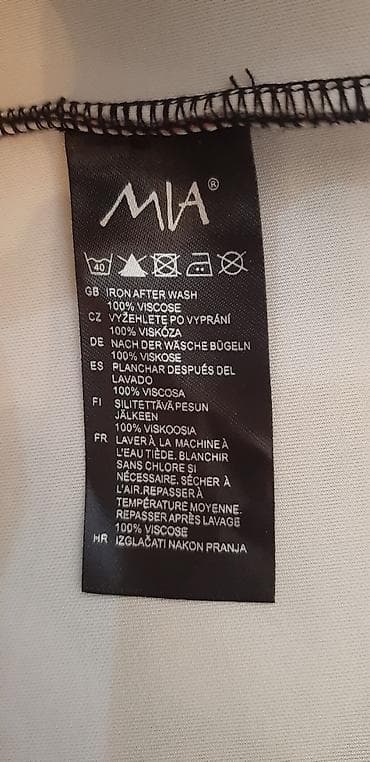 MIA®
40
GB IRON AFTER WASH
100% VISCOSE
CZ VYŽEHLETE PO VYPRÁNÍ
100% VISKÓZA
DE NACH DER WÄSCHE BÜGELN
100% VISKOSE
ES PLANCHAR DESPUÉS DEL
LAVADO
100% VISCOSA
FI SILITETTÄVÄ PESUN
JÄLKEEN
100% VISKOOSIA
FR LAVER À LA MACHINE À
L'EAU TIÈDE. BLANCHIR
SANS CHLORE SI
NÉCESSAIRE. SÉCHER À
L'AIR.REPASSER À
TEMPÉRATURE MOYENNE.
REPASSER APRÈS LAVAGE
100% VISCOSE
HR IZGLAČATI NAKON PRANJA